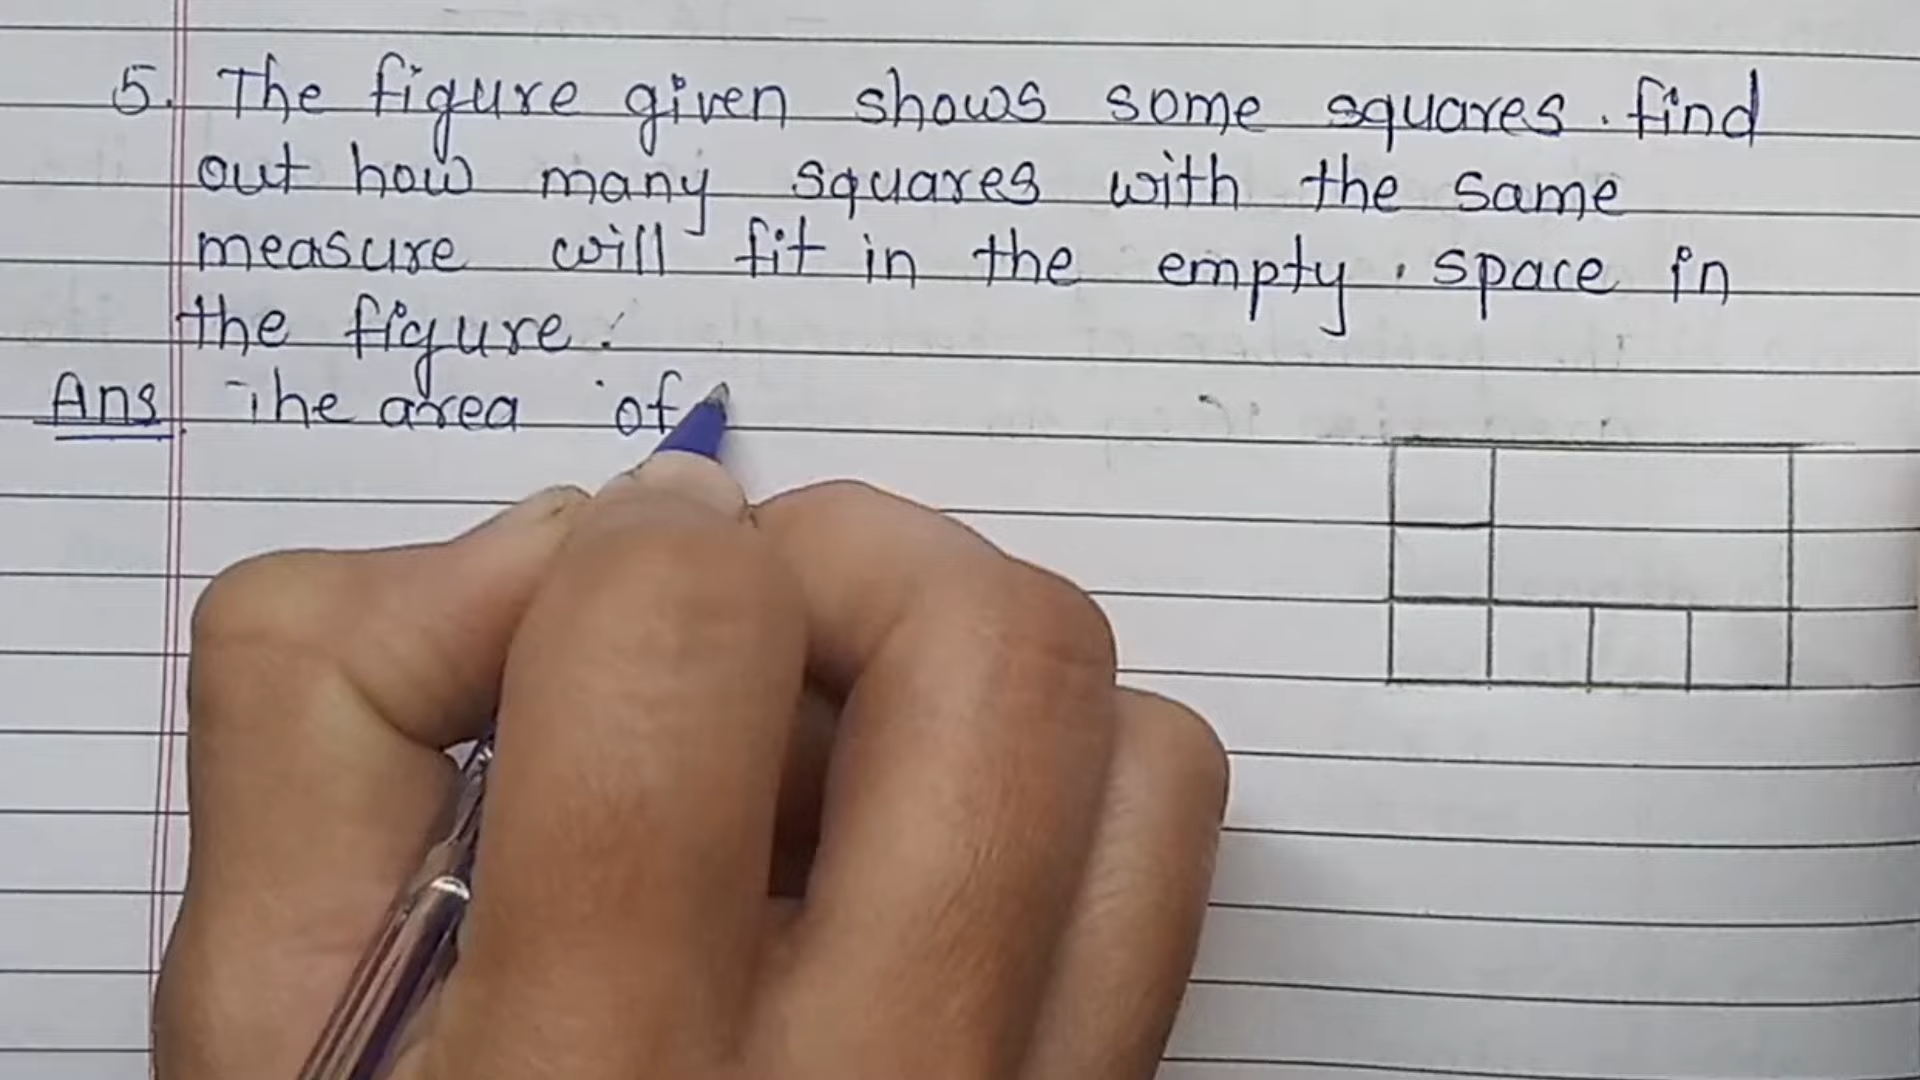 5. The figure given shows some squares. find
out how many squares with the same
measure will fit in the empty space in
the figure.
Ans The area of